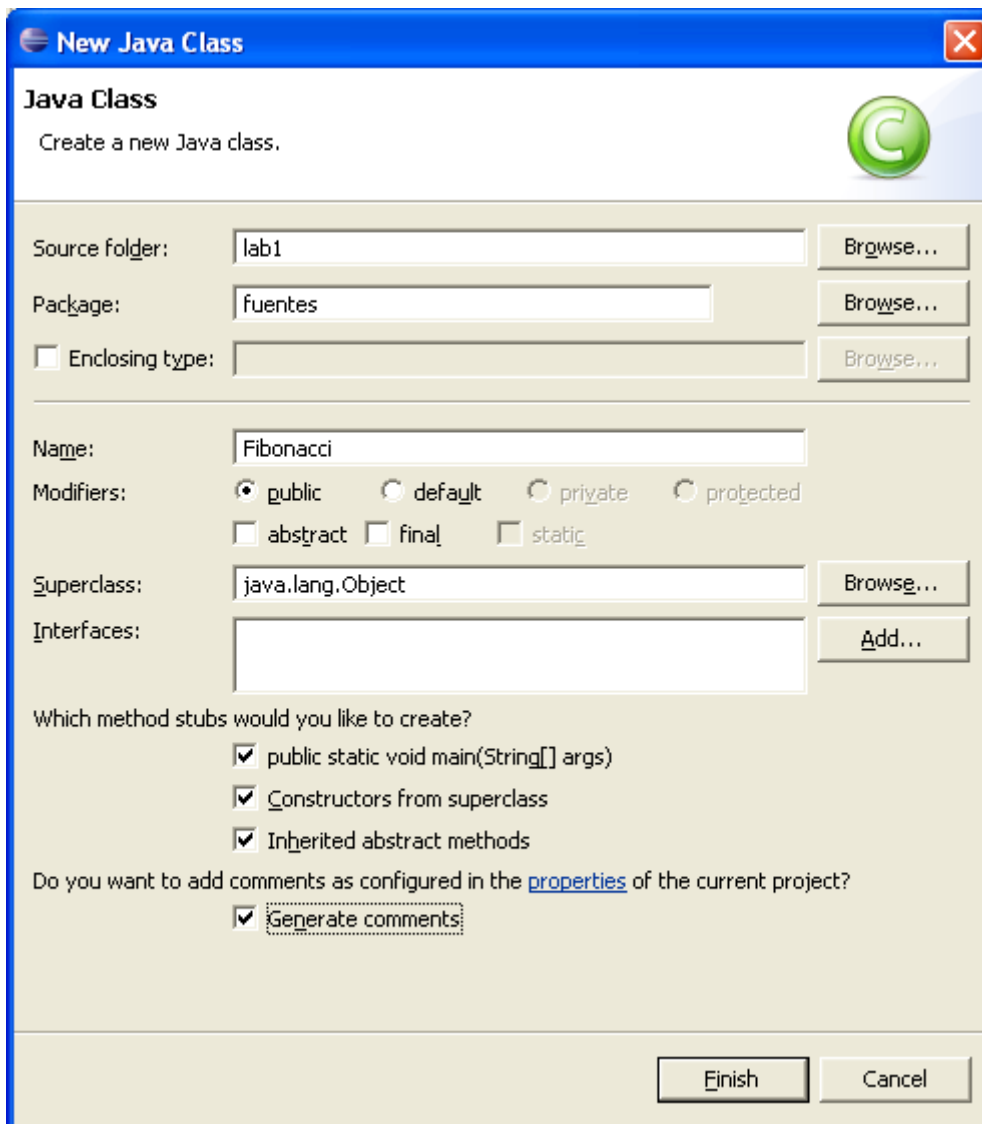 New Java Class
Java Class
Create a new Java class.
C
Source folder: lab1 Browse...
Package: fuentes Browse...
Enclosing type: Browse...
Name: Fibonacci
Modifiers: public default private protected
abstract final static
Superclass: java.lang.Object Browse...
Interfaces: Add...
Which method stubs would you like to create?
public static void main(String[] args)
Constructors from superclass
Inherited abstract methods
Do you want to add comments as configured in the properties of the current project?
Generate comments
Finish Cancel